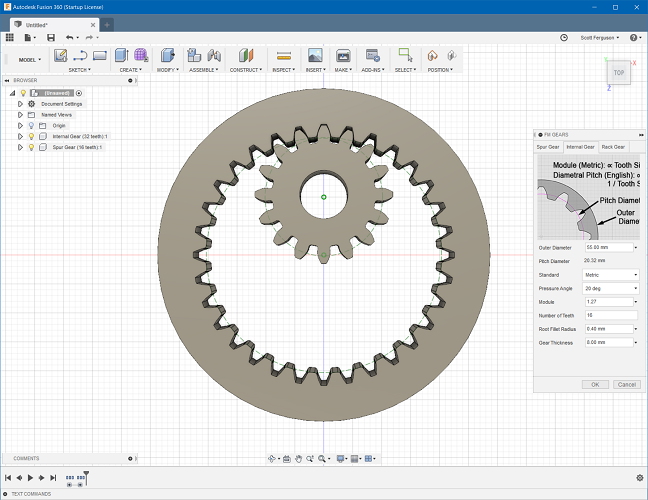 Autodesk Fusion 360 (Startup License)
Untitled*
Scott Ferguson
MODEL
SKETCH CREATE MODIFY ASSEMBLE CONSTRUCT INSPECT INSERT MAKE ADD-INS SELECT POSITION
BROWSER
(Unsaved)
Document Settings
Named Views
Origin
Internal Gear (32 teeth):1
Spur Gear (16 teeth):1
TOP
X
Z
FM GEARS
Spur Gear Internal Gear Rack Gear
Module (Metric): ∝ Tooth Si
Diametral Pitch (English): ∝
1 / Tooth S
Pitch Diamet
Outer
Diame
Outer Diameter 55.00 mm
Pitch Diameter 20.32 mm
Standard Metric
Pressure Angle 20 deg
Module 1.27
Number of Teeth 16
Root Fillet Radius 0.40 mm
Gear Thickness 8.00 mm
OK Cancel
COMMENTS
TEXT COMMANDS